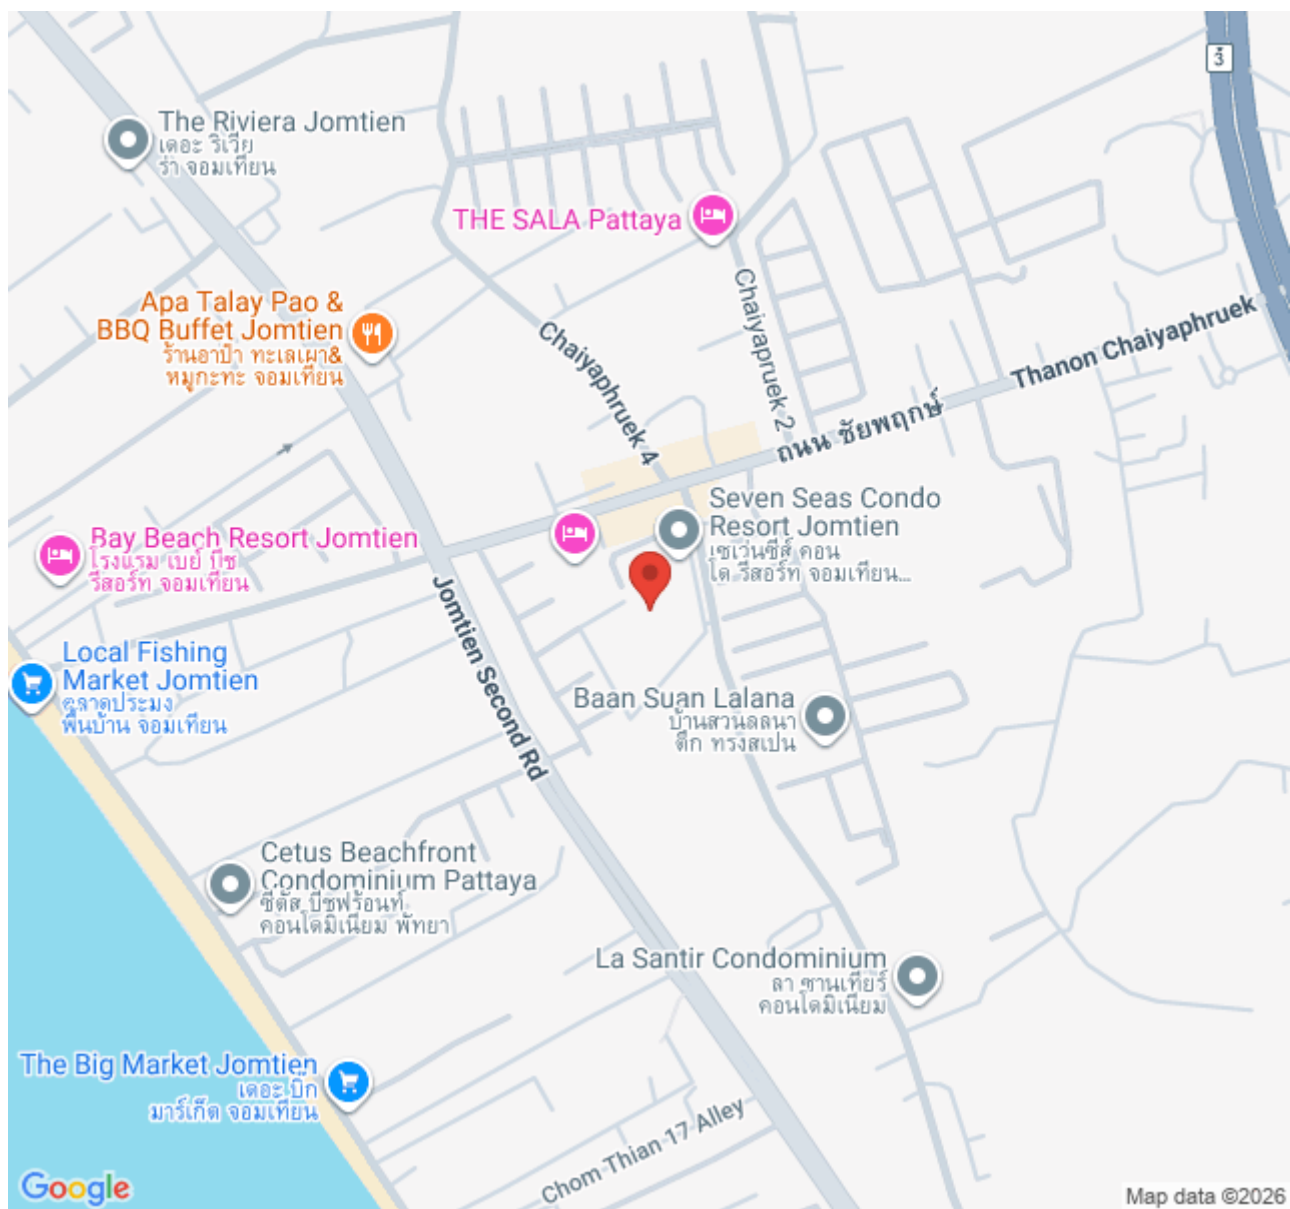 3
The Riviera Jomtien
เดอะ ริเวีย
ร่า จอมเทียน
THE SALA Pattaya
Chaiyapruek 2
Thanon Chaiyaphruek
Apa Talay Pao &
BBQ Buffet Jomtien
ร้านอาป๋า ทะเลเผา&
หมูกะทะ จอมเทียน
Chaiyaphruek 4
ถนน ชัยพฤกษ์
Seven Seas Condo
Resort Jomtien
เซเว่นซีส์ คอน
โด รีสอร์ท จอมเทียน...
Bay Beach Resort Jomtien
โรงแรม เบย์ บีช
รีสอร์ท จอมเทียน
Jomtien Second Rd
Local Fishing
Market Jomtien
ตลาดประมง
พื้นบ้าน จอมเทียน
Baan Suan Lalana
บ้านสวนลลนา
ตึก ทรงสเปน
Cetus Beachfront
Condominium Pattaya
ซีตัส บีชฟร้อนท์
คอนโดมิเนียม พัทยา
La Santir Condominium
ลา ซานเทียร์
คอนโดมิเนียม
The Big Market Jomtien
เดอะ บิ๊ก
มาร์เก็ต จอมเทียน
Chom Thian 17 Alley
Google
Map data ©2026